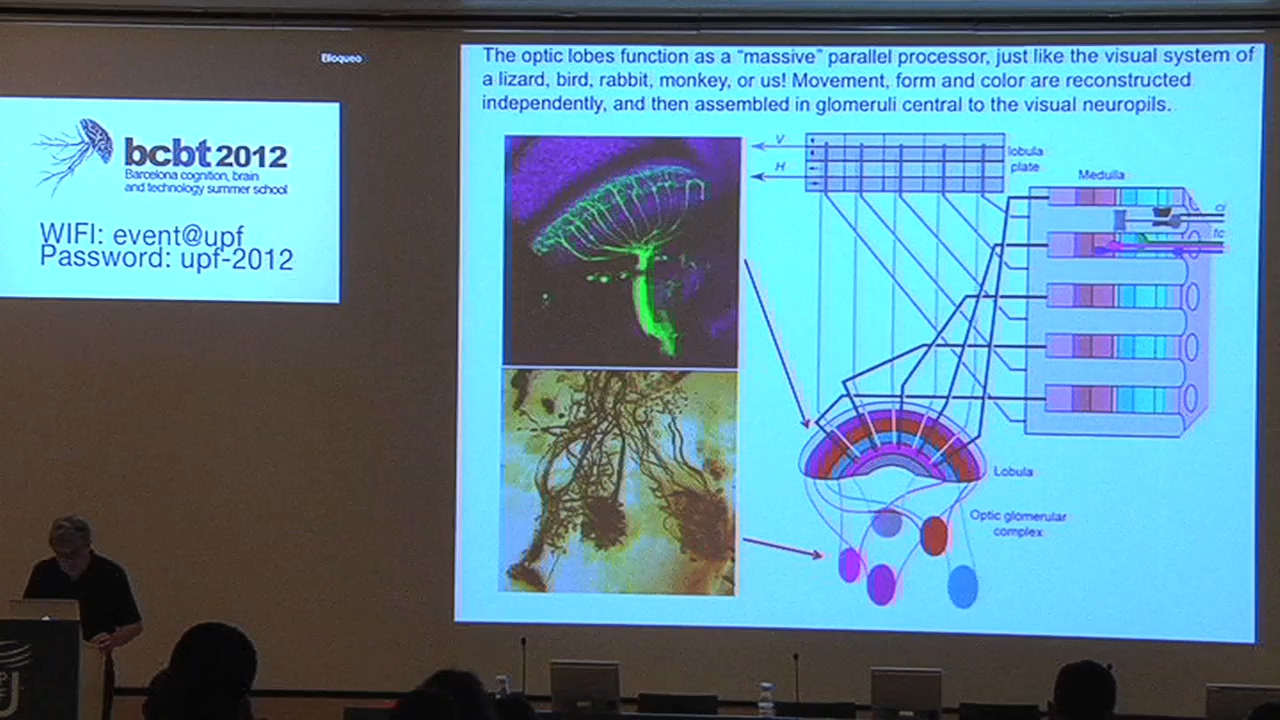 Bloqueo
bcbt 2012
Barcelona cognition, brain
and technology summer school
WIFI: event@upf
Password: upf-2012
The optic lobes function as a “massive” parallel processor, just like the visual system of
a lizard, bird, rabbit, monkey, or us! Movement, form and color are reconstructed
independently, and then assembled in glomeruli central to the visual neuropils.
V
H
lobula
plate
Medulla
Lobula
Optic glomerular
complex